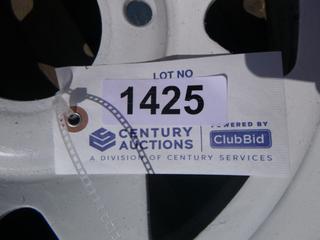 LOT NO
1425
CENTURY AUCTIONS
POWERED BY
ClubBid
A DIVISION OF CENTURY SERVICES